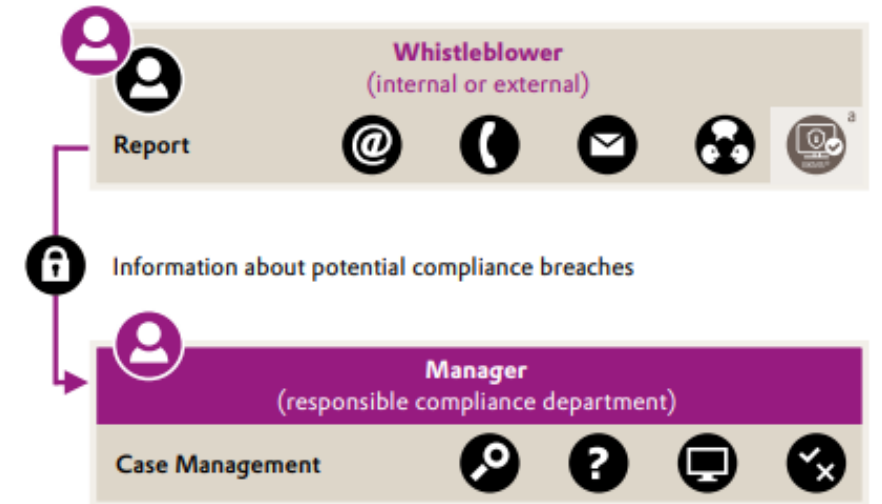 Whistleblower
(internal or external)
Report
@
a
Information about potential compliance breaches
Manager
(responsible compliance department)
Case Management
?